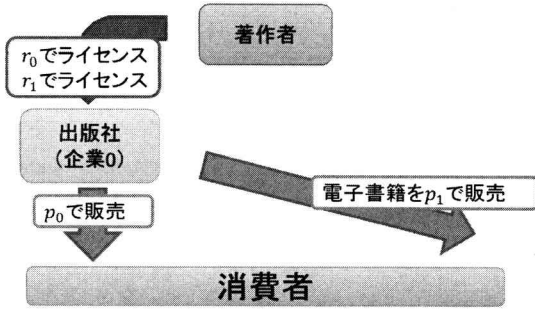 著作者
r₀でライセンス
r₁でライセンス
出版社
(企業0)
電子書籍をp₁で販売
p₀で販売
消費者